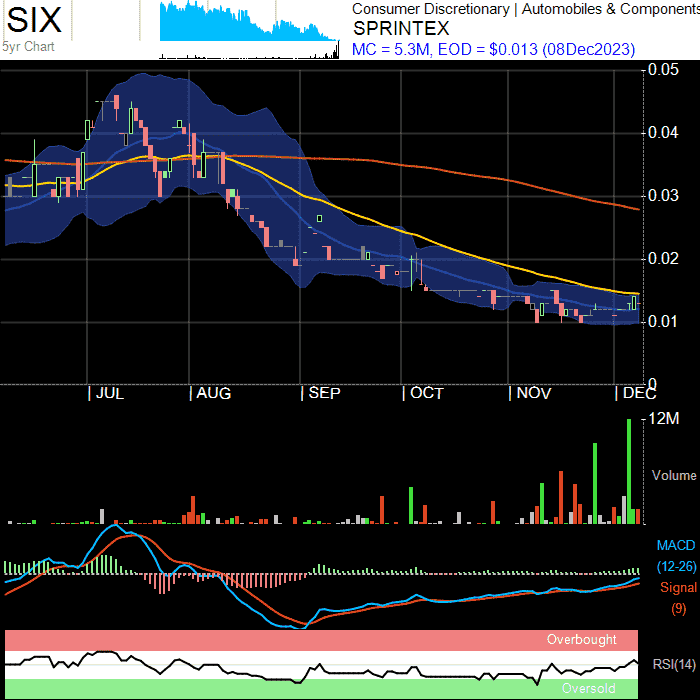 SIX
5yr Chart
Consumer Discretionary | Automobiles & Components
SPRINTEX
MC = 5.3M, EOD = $0.013 (08Dec2023)
0.05
0.04
0.03
0.02
0.01
0
| JUL
| AUG
| SEP
| OCT
| NOV
| DEC
12M
Volume
MACD
(12-26)
Signal
(9)
Overbought
RSI(14)
Oversold